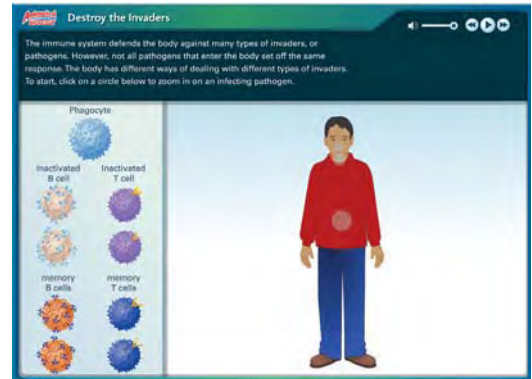 Animated Biology
Destroy the Invaders
The immune system defends the body against many types of invaders, or
pathogens. However, not all pathogens that enter the body set off the same
response. The body has different ways of dealing with different types of invaders.
To start, click on a circle below to zoom in on an infecting pathogen.
Phagocyte
Inactivated Inactivated
B cell T cell
memory memory
B cells T cells